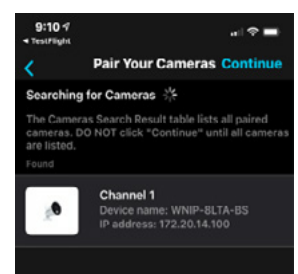 9:10
◄ TestFlight
Pair Your Cameras Continue
Searching for Cameras
The Cameras Search Result table lists all paired
cameras. DO NOT click "Continue" until all cameras
are listed.
Found
Channel 1
Device name: WNIP-8LTA-BS
IP address: 172.20.14.100